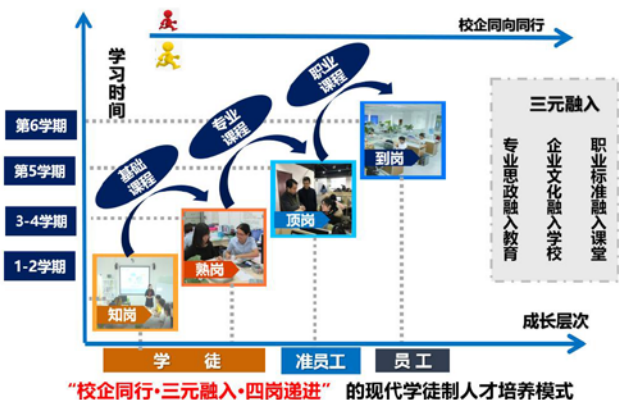 校企同向同行
学习时间
职业课程
专业课程
基础课程
第6学期
第5学期
3-4学期
1-2学期
到岗
顶岗
熟岗
知岗
三元融入
专业思政融入教育
企业文化融入学校
职业标准融入课堂
成长层次
学 徒
准员工
员 工
“校企同行·三元融入·四岗递进” 的现代学徒制人才培养模式